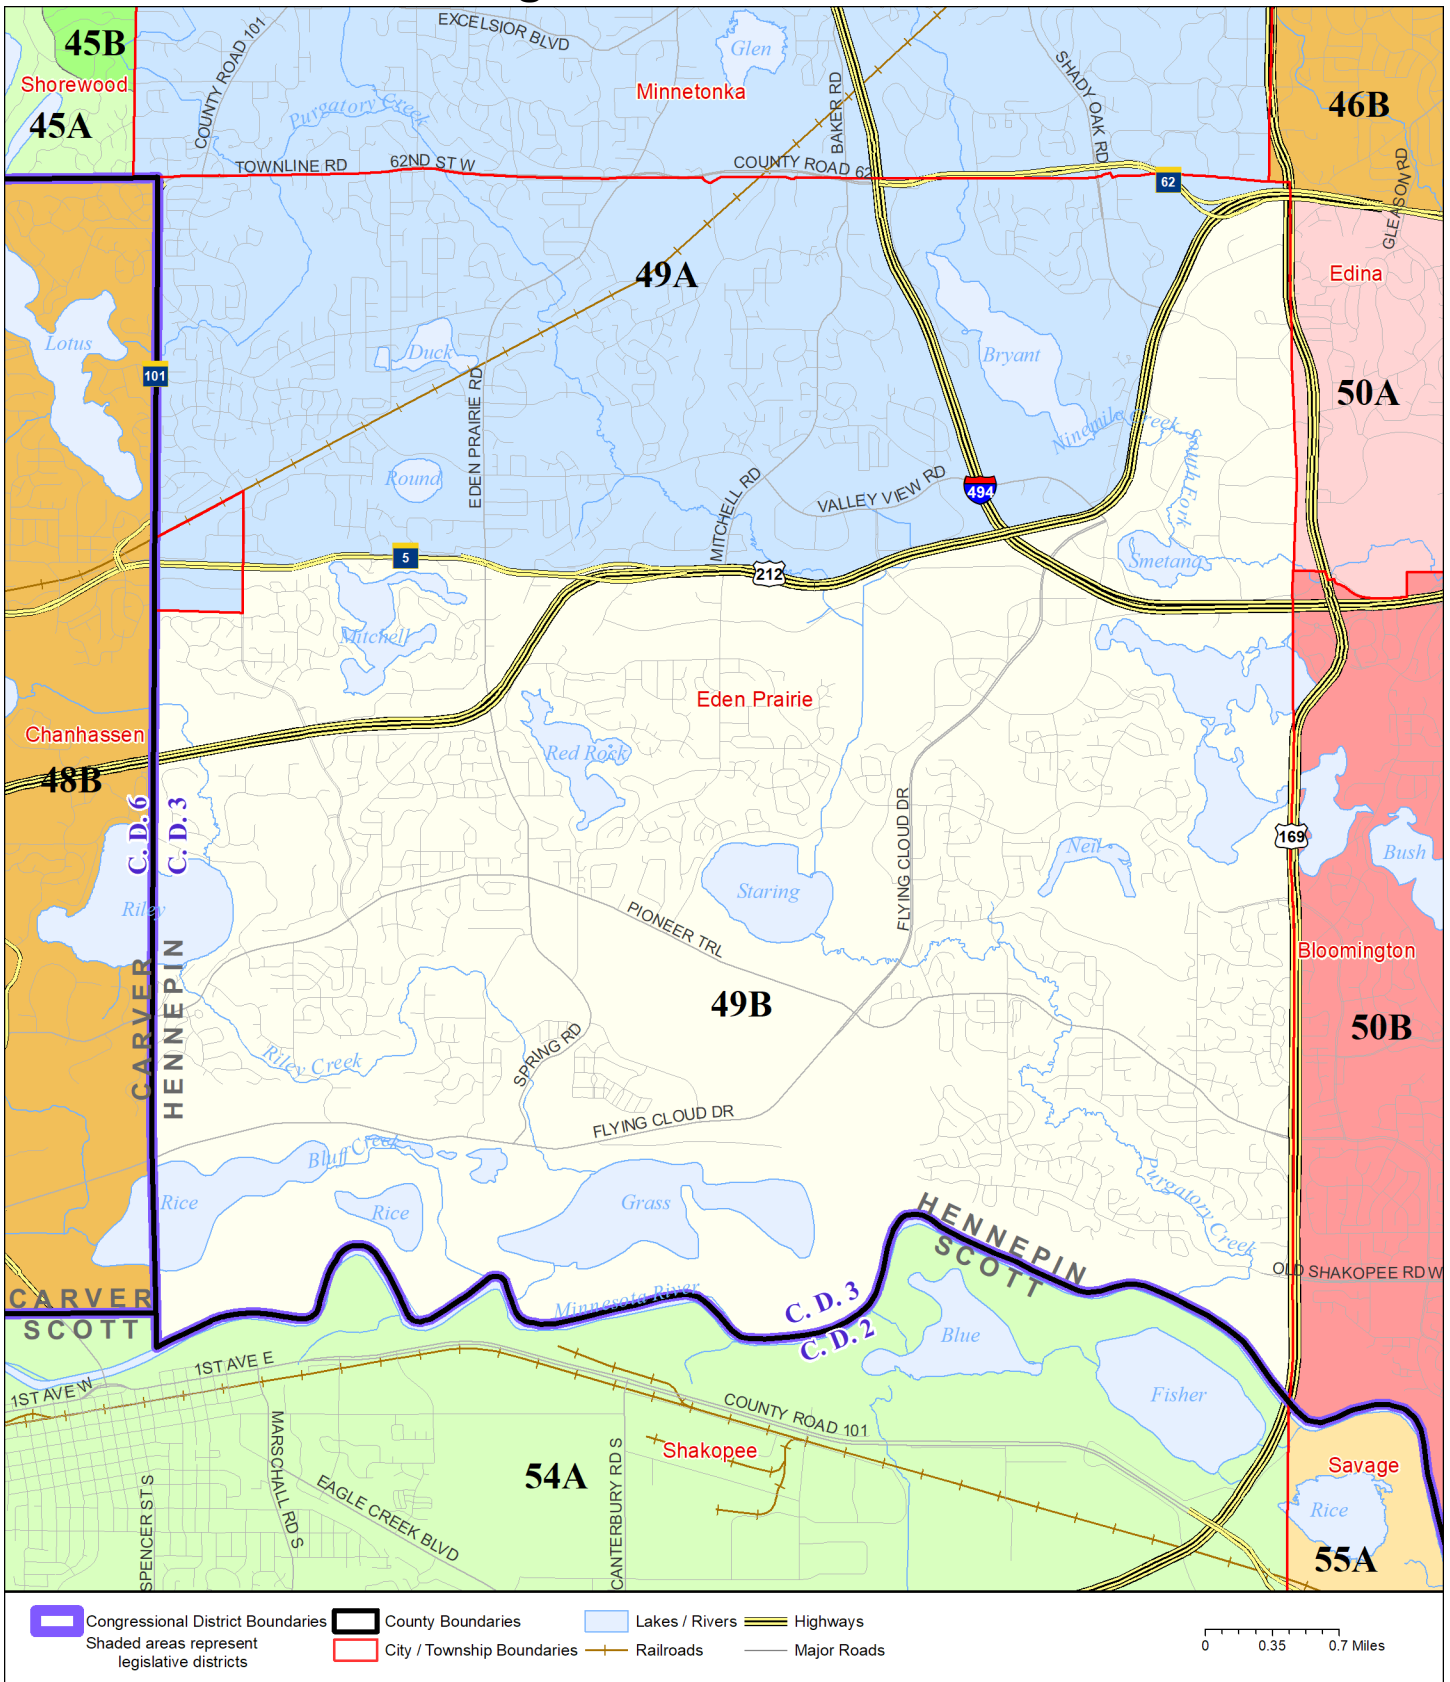 45B
Shorewood
45A
COUNTY ROAD 101
EXCELSIOR BLVD
Glen
Minnetonka
BAKER RD
SHADY OAK RD
46B
Purgatory Creek
TOWNLINE RD
62ND ST W
COUNTY ROAD 62
62
GLEASON RD
49A
Edina
Lotus
Duck
Bryant
101
EDEN PRAIRIE RD
50A
Ninemile Creek, South Fork
Round
MITCHELL RD
VALLEY VIEW RD
494
5
212
Smetana
Mitchell
Eden Prairie
Chanhassen
48B
Red Rock
C. D. 6
C. D. 3
FLYING CLOUD DR
169
Neil
Bush
Staring
Riley
PIONEER TRL
Bloomington
CARVER
HENNEPIN
49B
50B
Riley Creek
SPRING RD
FLYING CLOUD DR
Bluff Creek
Rice
Rice
Grass
Purgatory Creek
HENNEPIN
SCOTT
OLD SHAKOPEE RD W
CARVER
SCOTT
Minnesota River
C. D. 3
C. D. 2
Blue
1ST AVE W
1ST AVE E
Fisher
COUNTY ROAD 101
MARSCHALL RD S
Shakopee
54A
EAGLE CREEK BLVD
CANTERBURY RD S
SPENCER ST S
Savage
Rice
55A
Congressional District Boundaries
County Boundaries
Lakes / Rivers
Highways
Shaded areas represent
legislative districts
City / Township Boundaries
Railroads
Major Roads
0 0.35 0.7 Miles